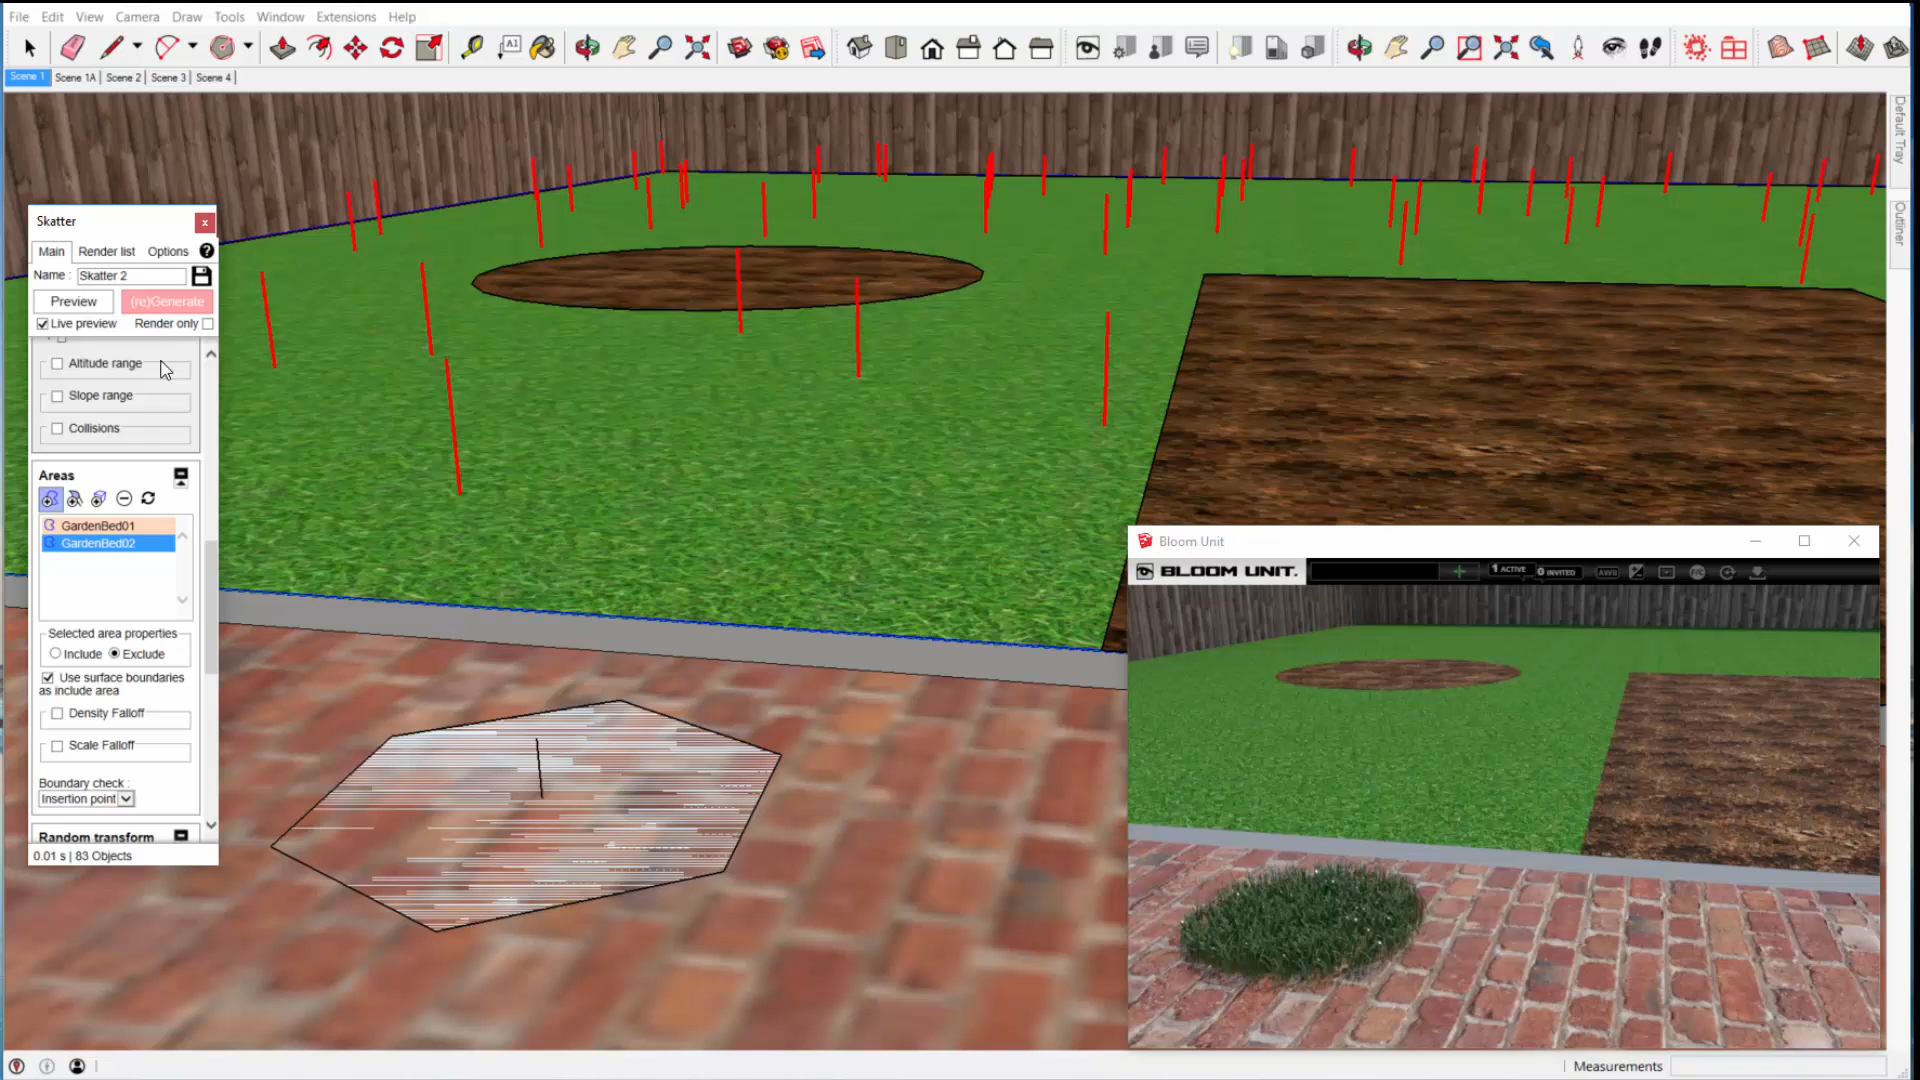 File Edit View Camera Draw Tools Window Extensions Help
A1
Scene 1 Scene 1A Scene 2 Scene 3 Scene 4
Default Tray
Outliner
Skatter
x
Main Render list Options ?
Name : Skatter 2
Preview (re)Generate
Live preview Render only
Altitude range
Slope range
Collisions
Areas
GardenBed01
GardenBed02
Selected area properties
Include Exclude
Use surface boundaries
as include area
Density Falloff
Scale Falloff
Boundary check :
Insertion point
Random transform
0.01 s | 83 Objects
Bloom Unit
BLOOM UNIT. 1 ACTIVE 0 INVITED
Measurements